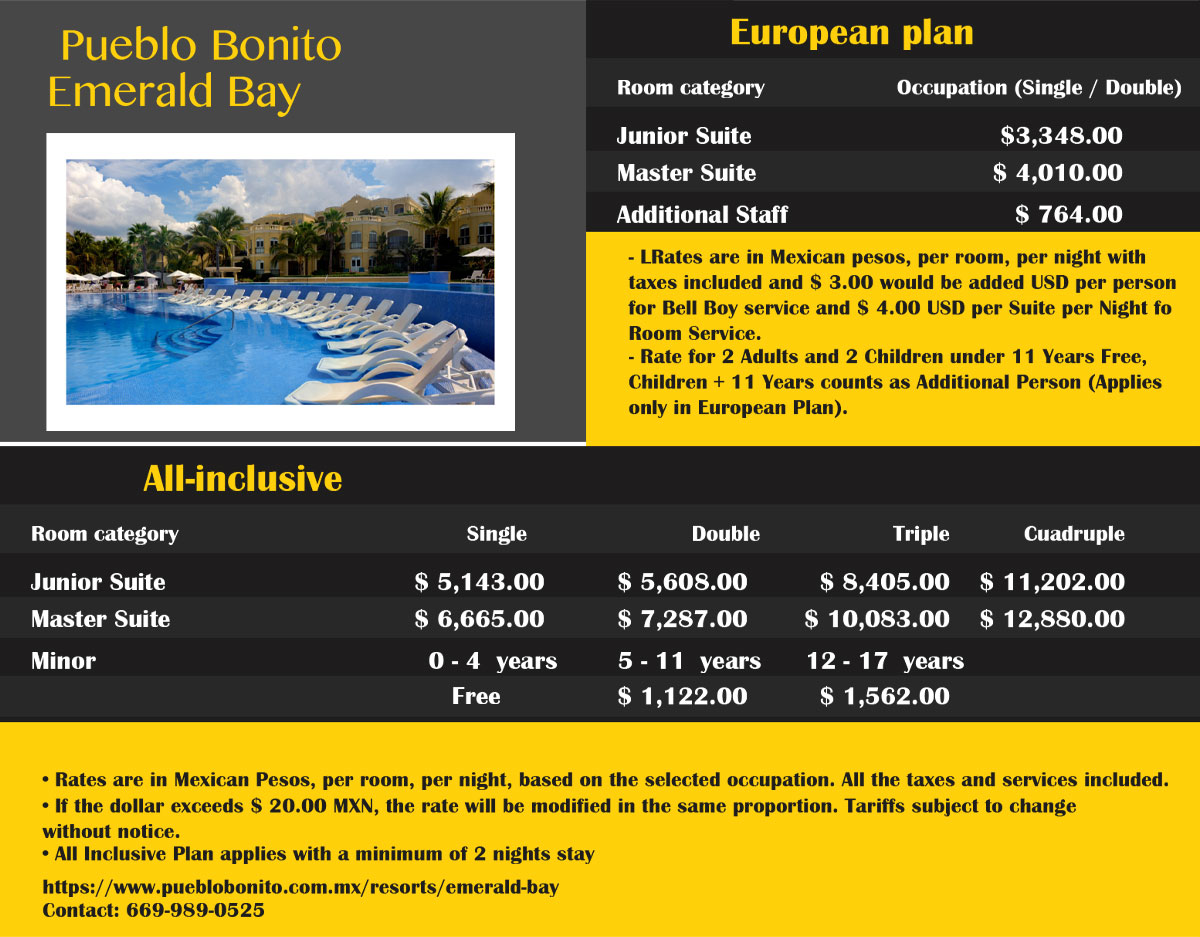 Pueblo Bonito
Emerald Bay
European plan
Room category Occupation (Single / Double)
Junior Suite $3,348.00
Master Suite $ 4,010.00
Additional Staff $ 764.00
- LRates are in Mexican pesos, per room, per night with
taxes included and $ 3.00 would be added USD per person
for Bell Boy service and $ 4.00 USD per Suite per Night fo
Room Service.
- Rate for 2 Adults and 2 Children under 11 Years Free,
Children + 11 Years counts as Additional Person (Applies
only in European Plan).
All-inclusive
Room category Single Double Triple Cuadruple
Junior Suite $ 5,143.00 $ 5,608.00 $ 8,405.00 $ 11,202.00
Master Suite $ 6,665.00 $ 7,287.00 $ 10,083.00 $ 12,880.00
Minor 0 - 4 years 5 - 11 years 12 - 17 years
Free $ 1,122.00 $ 1,562.00
• Rates are in Mexican Pesos, per room, per night, based on the selected occupation. All the taxes and services included.
• If the dollar exceeds $ 20.00 MXN, the rate will be modified in the same proportion. Tariffs subject to change
without notice.
• All Inclusive Plan applies with a minimum of 2 nights stay
https://www.pueblobonito.com.mx/resorts/emerald-bay
Contact: 669-989-0525